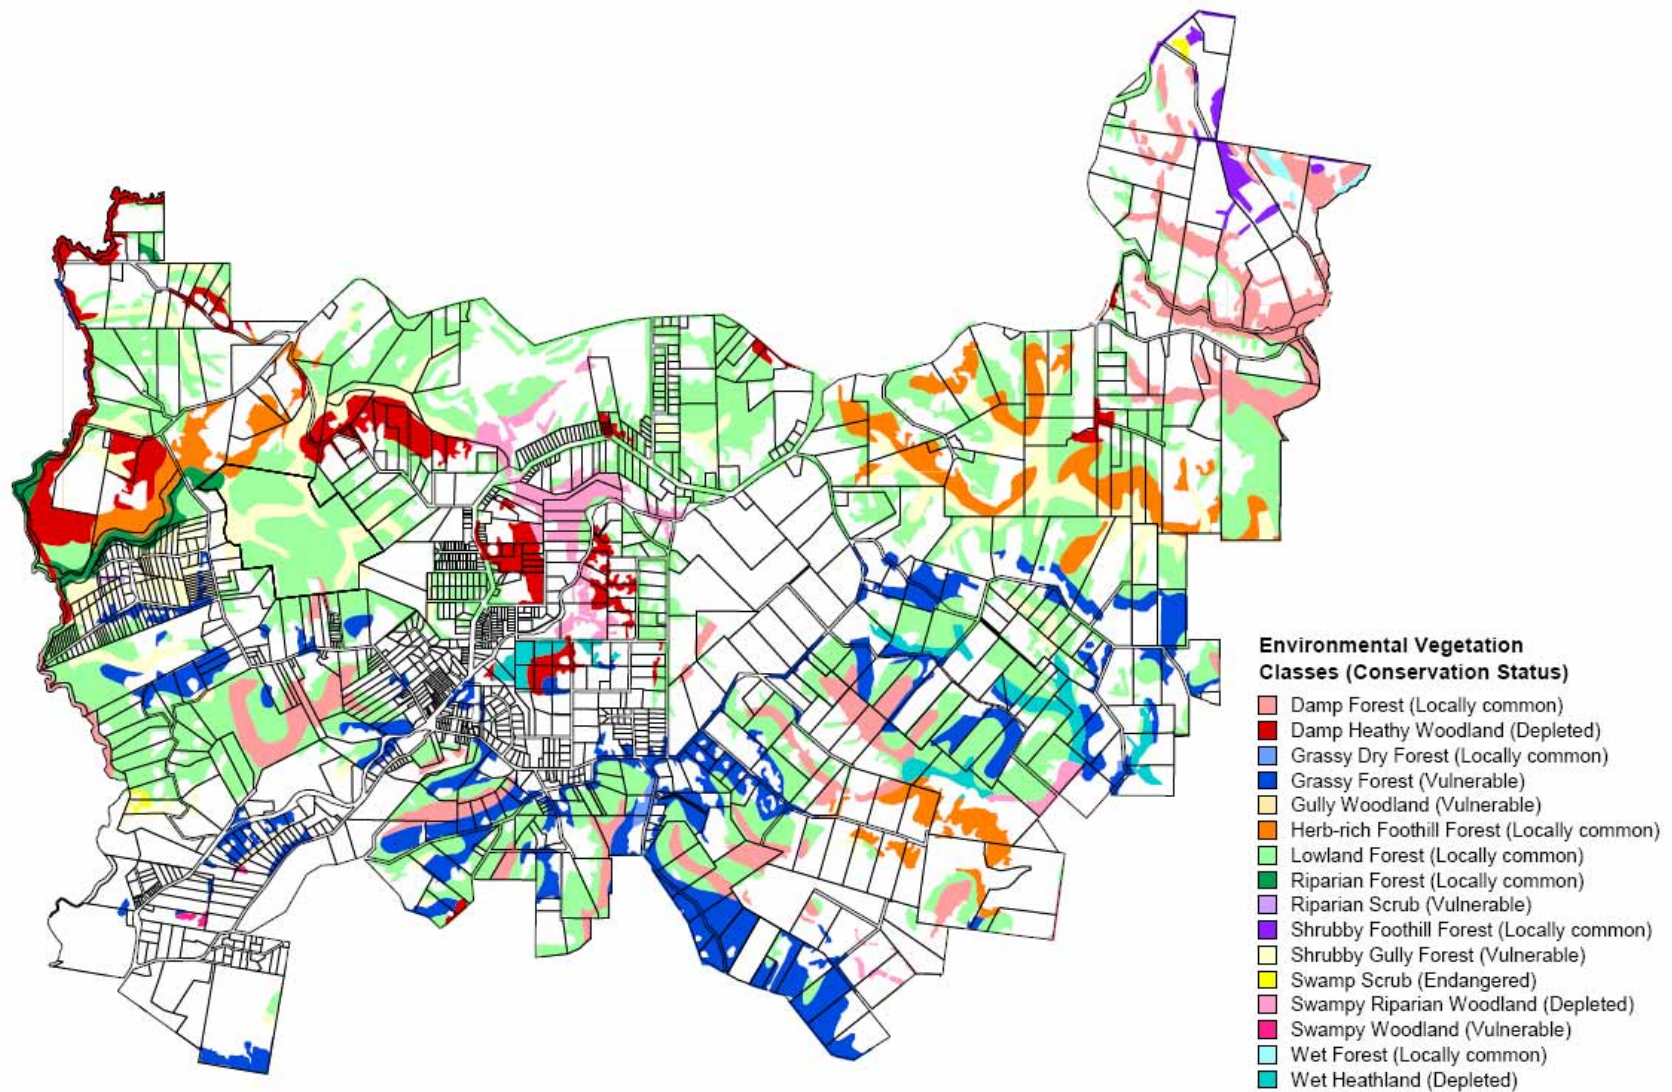 Environmental Vegetation
Classes (Conservation Status)
Damp Forest (Locally common)
Damp Heathy Woodland (Depleted)
Grassy Dry Forest (Locally common)
Grassy Forest (Vulnerable)
Gully Woodland (Vulnerable)
Herb-rich Foothill Forest (Locally common)
Lowland Forest (Locally common)
Riparian Forest (Locally common)
Riparian Scrub (Vulnerable)
Shrubby Foothill Forest (Locally common)
Shrubby Gully Forest (Vulnerable)
Swamp Scrub (Endangered)
Swampy Riparian Woodland (Depleted)
Swampy Woodland (Vulnerable)
Wet Forest (Locally common)
Wet Heathland (Depleted)